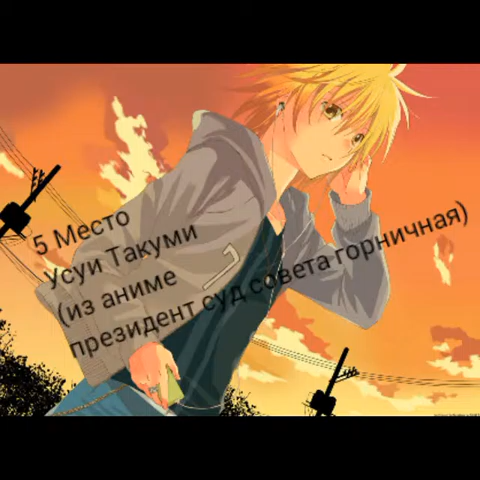 5 Место
Усуи Такуми
(из аниме
президент суд совета горничная)